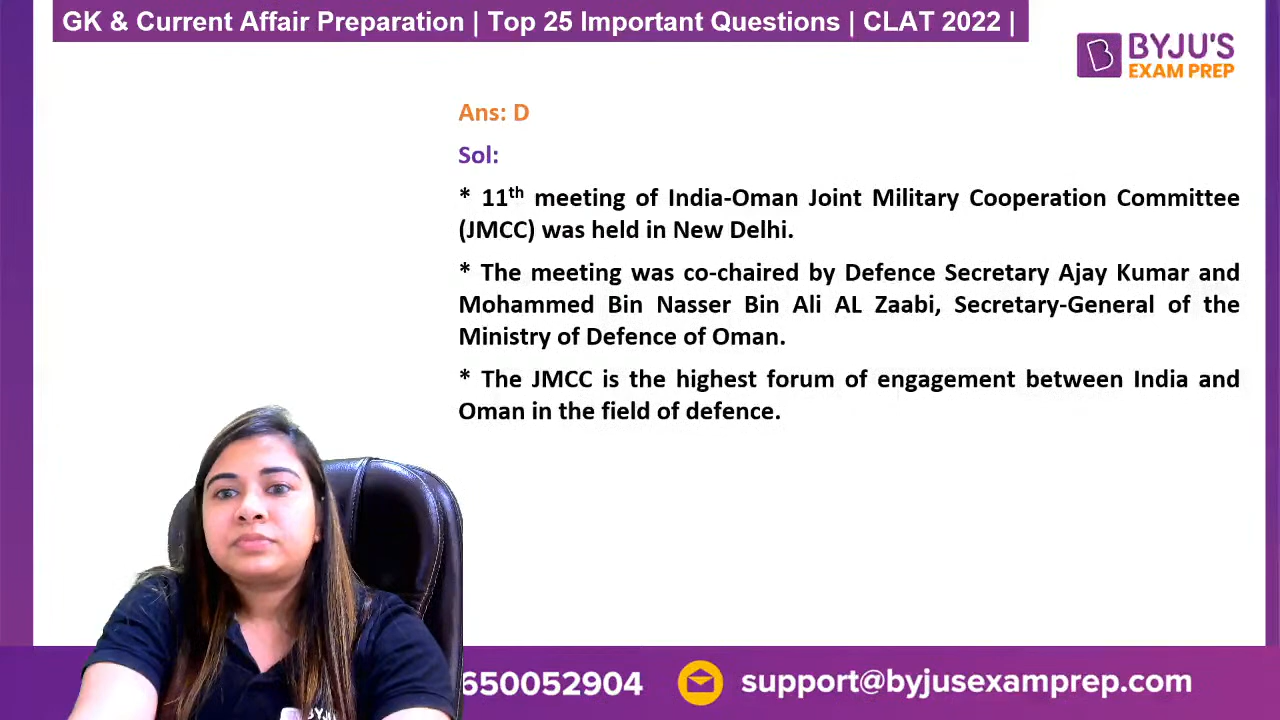 GK & Current Affair Preparation | Top 25 Important Questions | CLAT 2022 |
BYJU'S
EXAM PREP
Ans: D
Sol:
* 11th meeting of India-Oman Joint Military Cooperation Committee
(JMCC) was held in New Delhi.
* The meeting was co-chaired by Defence Secretary Ajay Kumar and
Mohammed Bin Nasser Bin Ali AL Zaabi, Secretary-General of the
Ministry of Defence of Oman.
* The JMCC is the highest forum of engagement between India and
Oman in the field of defence.
650052904
support@byjusexamprep.com
BYJU